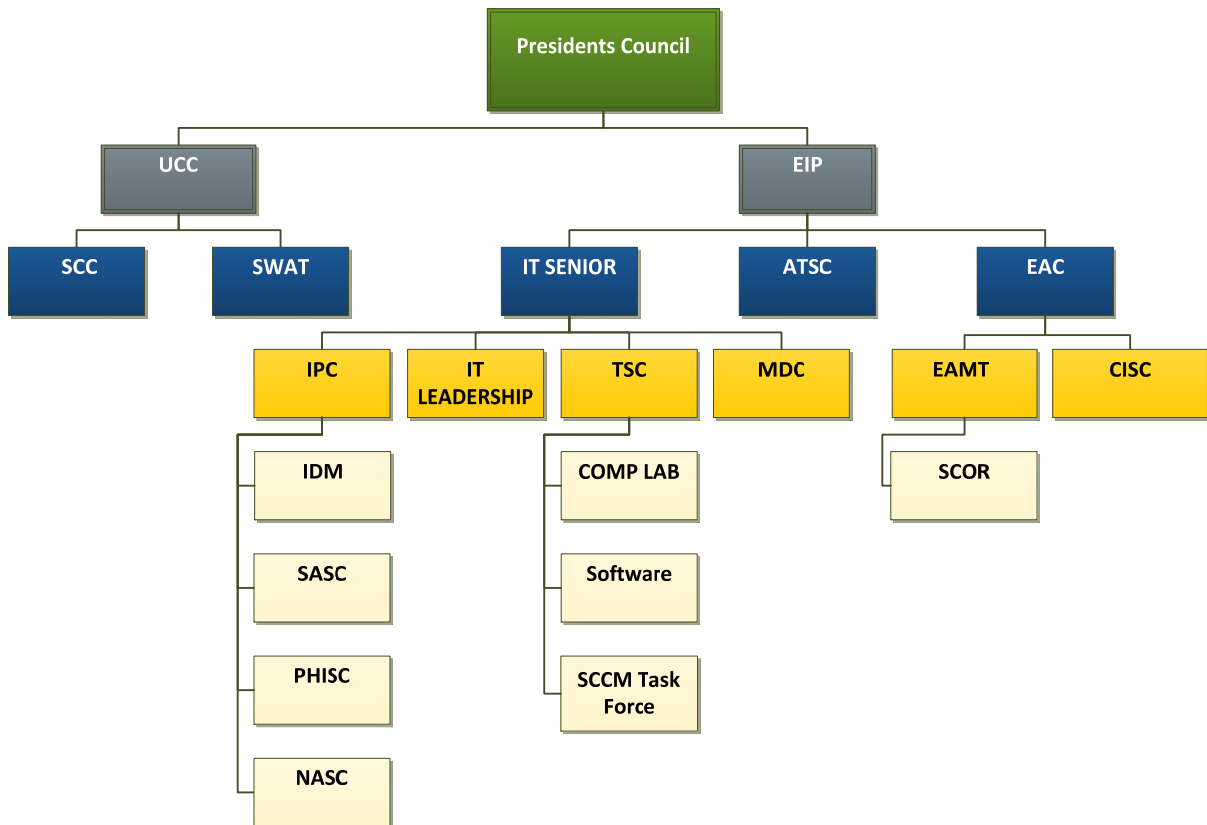 Presidents Council
UCC
EIP
SCC
SWAT
IT SENIOR
ATSC
EAC
IPC
IT
LEADERSHIP
TSC
MDC
EAMT
CISC
IDM
COMP LAB
SCOR
SASC
Software
PHISC
SCCM Task
Force
NASC